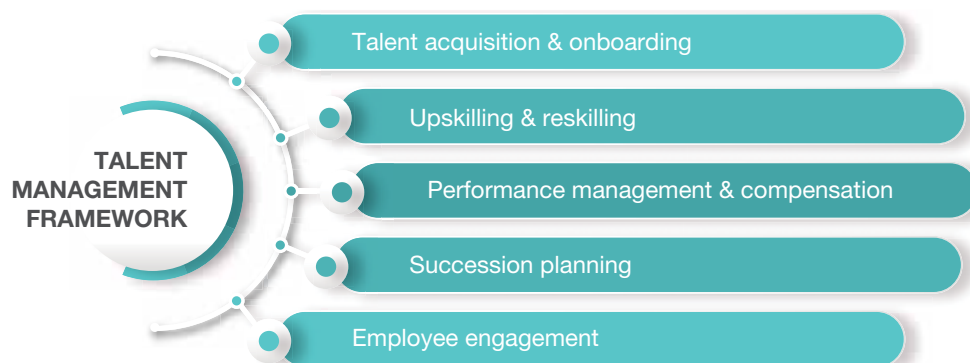 TALENT
MANAGEMENT
FRAMEWORK
Talent acquisition & onboarding
Upskilling & reskilling
Performance management & compensation
Succession planning
Employee engagement